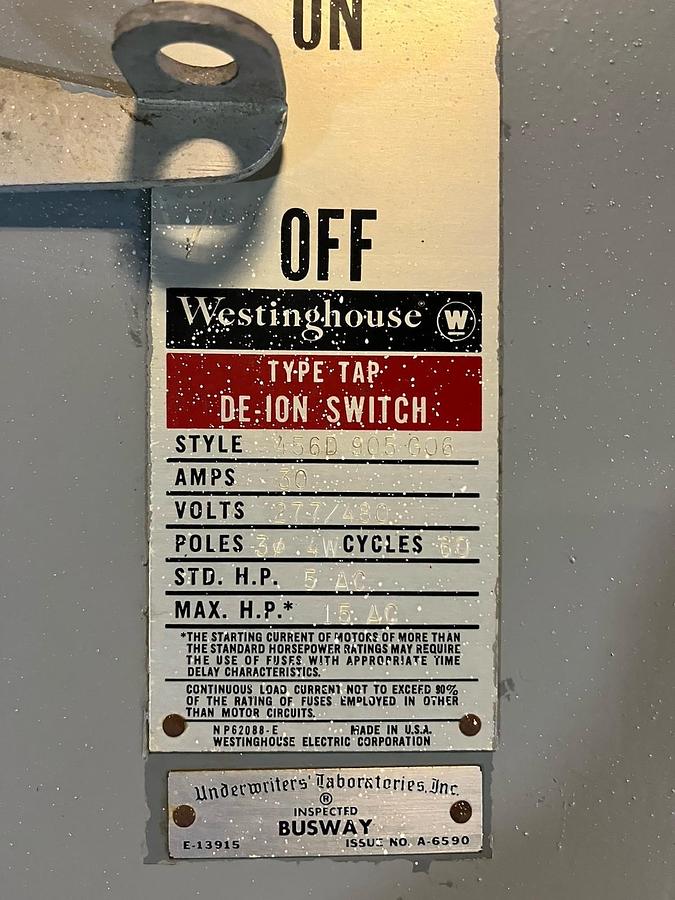 ON
OFF
Westinghouse W
TYPE TAP
DE-ION SWITCH
STYLE 456D 905 G06
AMPS 30
VOLTS 277/480
POLES 3ø 4W CYCLES 60
STD. H.P. 5 AC
MAX. H.P.* 15 AC
*THE STARTING CURRENT OF MOTORS OF MORE THAN
THE STANDARD HORSEPOWER RATINGS MAY REQUIRE
THE USE OF FUSES WITH APPROPRIATE TIME
DELAY CHARACTERISTICS.
CONTINUOUS LOAD CURRENT NOT TO EXCEED 80%
OF THE RATING OF FUSES EMPLOYED IN OTHER
THAN MOTOR CIRCUITS.
NP62088-E MADE IN U.S.A.
WESTINGHOUSE ELECTRIC CORPORATION
Underwriters' Laboratories, Inc.
®
INSPECTED
BUSWAY
E-13915 ISSUE NO. A-6590